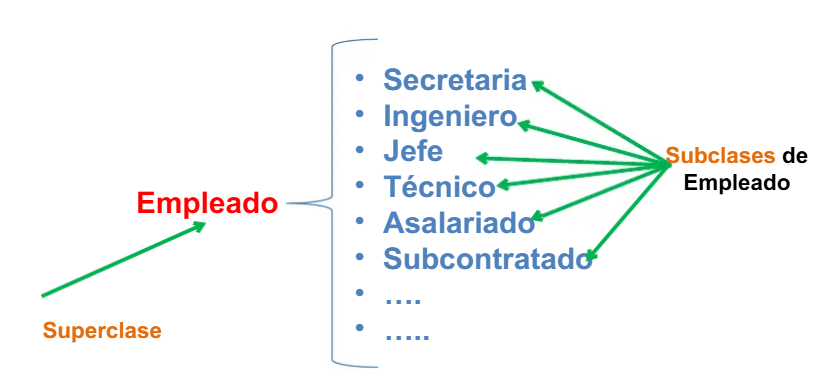 • Secretaria
• Ingeniero
• Jefe
• Técnico
• Asalariado
• Subcontratado
• ....
• .....
Empleado
Superclase
Subclases de
Empleado